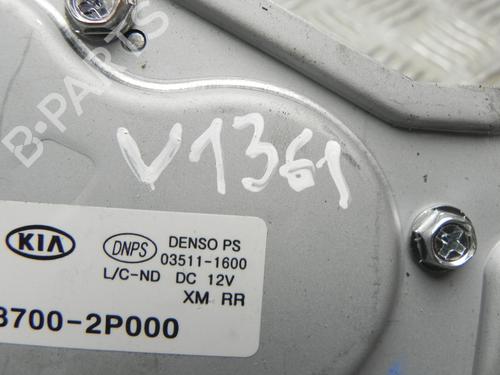 B-PARTS
V1361
KIA
DNPS
DENSO PS
03511-1600
L/C-ND DC 12V
XM RR
8700-2P000